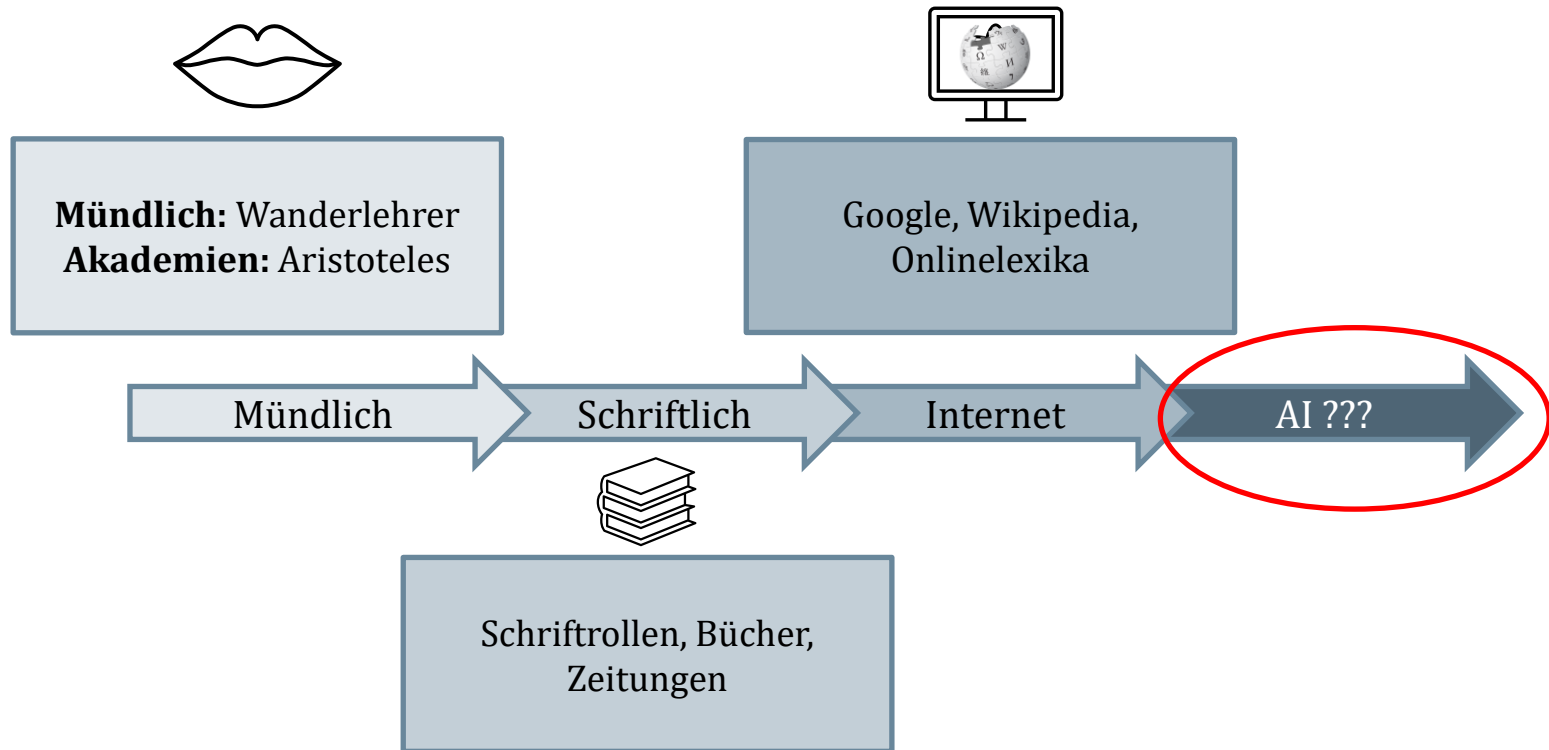 Mündlich: Wanderlehrer
Akademien: Aristoteles
Google, Wikipedia,
Onlinelexika
Mündlich
Schriftlich
Internet
AI ???
Schriftrollen, Bücher,
Zeitungen